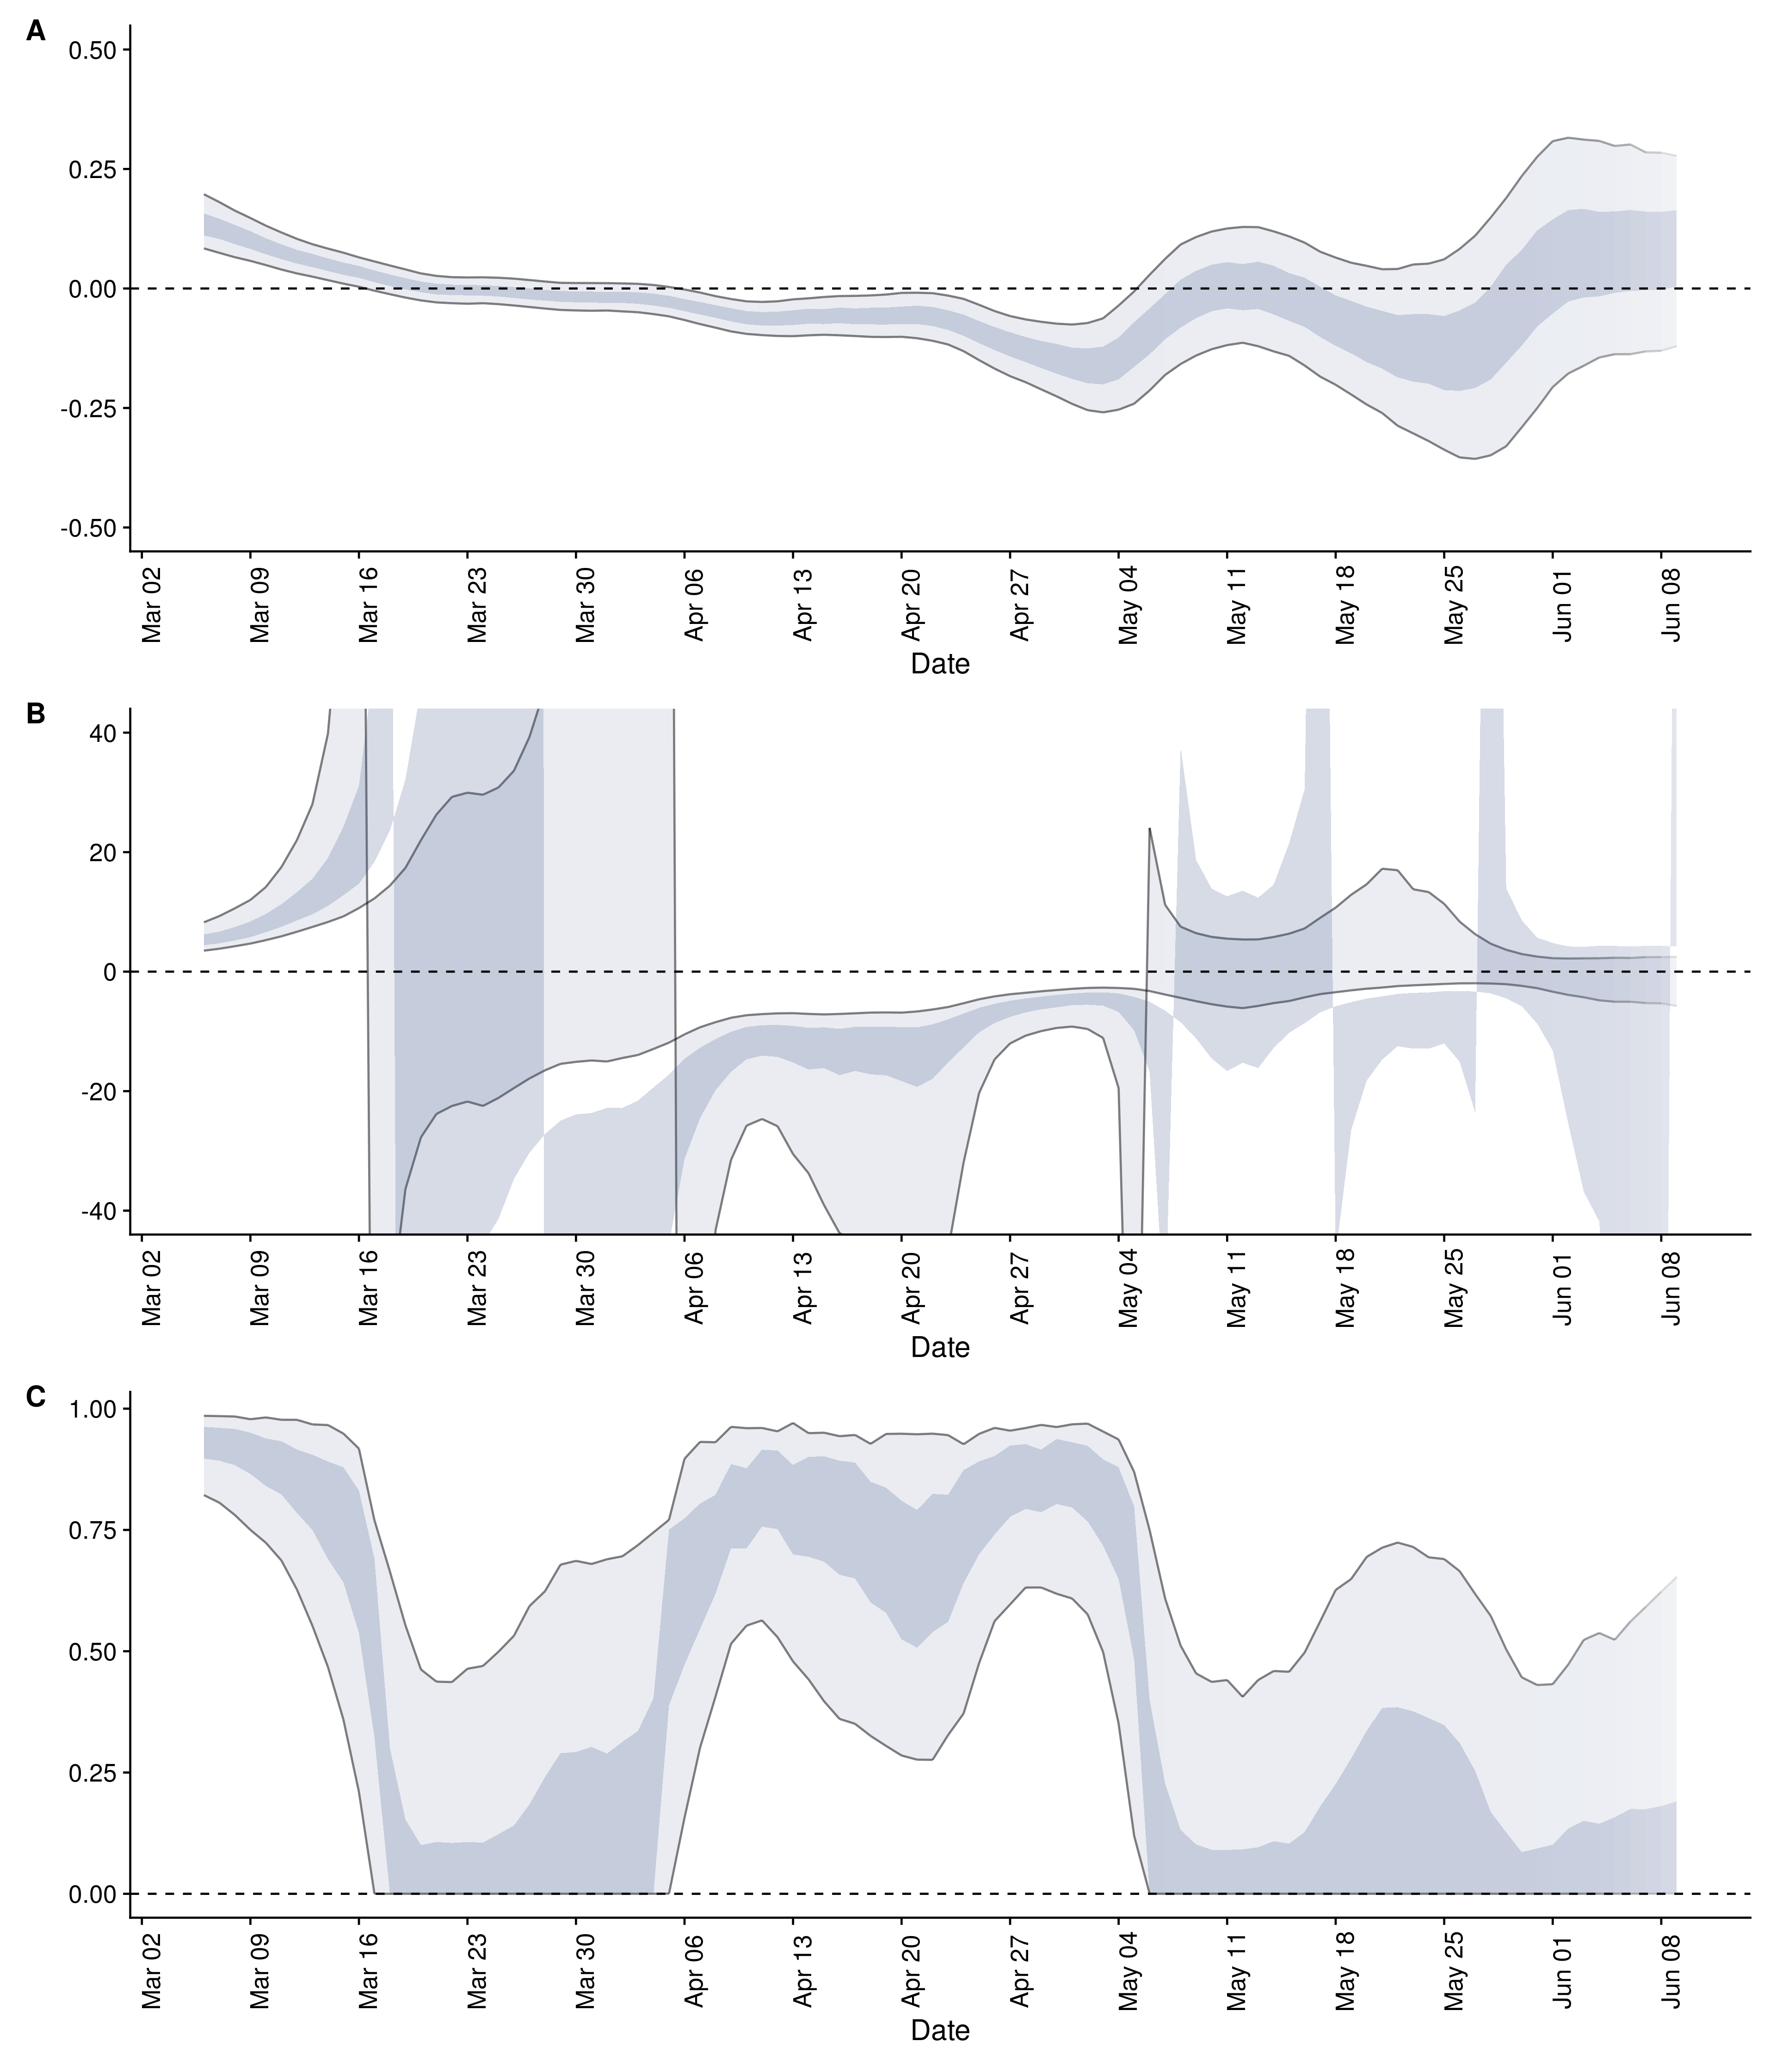 A
0.50
0.25
0.00
-0.25
-0.50
Mar 02
Mar 09
Mar 16
Mar 23
Mar 30
Apr 06
Apr 13
Apr 20
Apr 27
May 04
May 11
May 18
May 25
Jun 01
Jun 08
Date
B
40
20
0
-20
-40
Mar 02
Mar 09
Mar 16
Mar 23
Mar 30
Apr 06
Apr 13
Apr 20
Apr 27
May 04
May 11
May 18
May 25
Jun 01
Jun 08
Date
C
1.00
0.75
0.50
0.25
0.00
Mar 02
Mar 09
Mar 16
Mar 23
Mar 30
Apr 06
Apr 13
Apr 20
Apr 27
May 04
May 11
May 18
May 25
Jun 01
Jun 08
Date